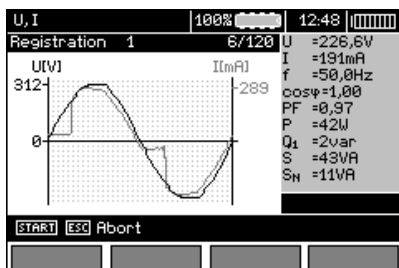 U,I 100% 12:48
Registration 1 6/120
U[V] I[mA]
312 289
0
U =226,6V
I =191mA
f =50,0Hz
cosφ=1,00
PF =0,97
P =42W
Q₁ =2var
S =43VA
Sₙ =11VA
START ESC Abort